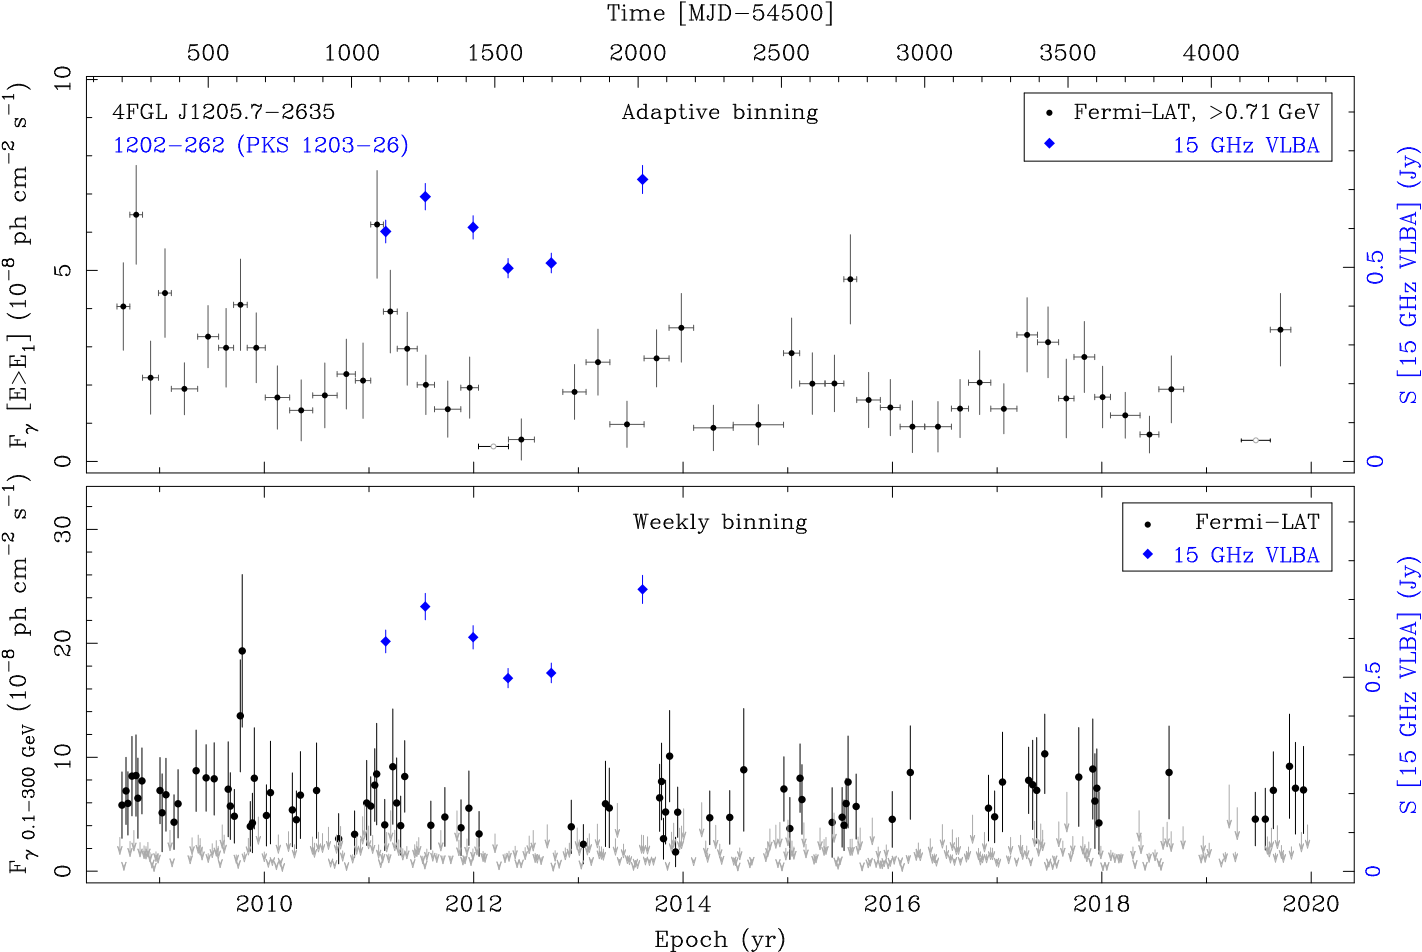 Time [MJD−54500]
500 1000 1500 2000 2500 3000 3500 4000
10
5
0
F γ [E>E1] (10−8 ph cm−2 s−1)
4FGL J1205.7−2635
1202−262 (PKS 1203−26)
Adaptive binning
Fermi−LAT, >0.71 GeV
15 GHz VLBA
0.5
0
S [15 GHz VLBA] (Jy)
30
20
10
0
F γ 0.1−300 GeV (10−8 ph cm−2 s−1)
Weekly binning
Fermi−LAT
15 GHz VLBA
0.5
0
S [15 GHz VLBA] (Jy)
2010 2012 2014 2016 2018 2020
Epoch (yr)